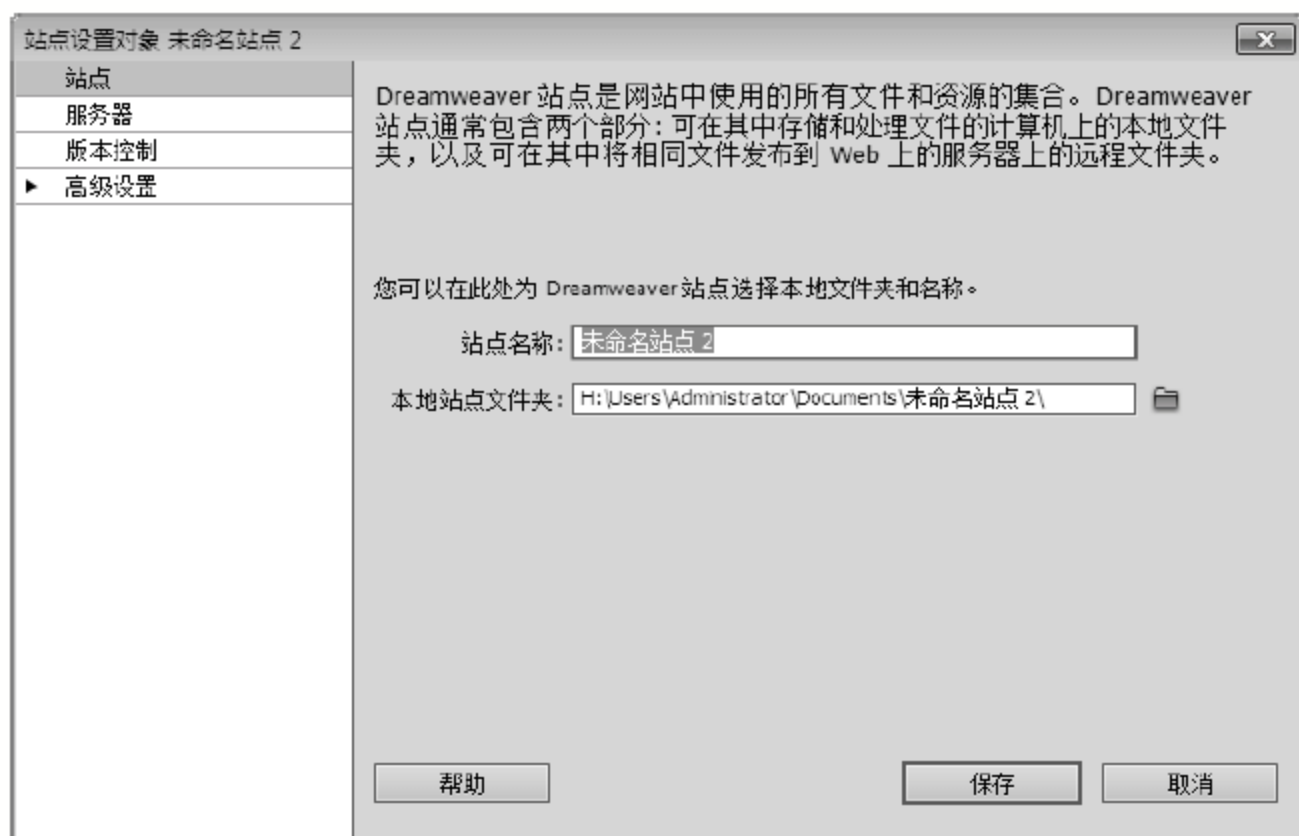 站点设置对象 未命名站点 2
站点
服务器
版本控制
高级设置
Dreamweaver 站点是网站中使用的所有文件和资源的集合。Dreamweaver
站点通常包含两个部分：可在其中存储和处理文件的计算机上的本地文件
夹，以及可在其中将相同文件发布到 Web 上的服务器上的远程文件夹。
您可以在此处为 Dreamweaver 站点选择本地文件夹和名称。
站点名称： 未命名站点 2
本地站点文件夹： H:\Users\Administrator\Documents\未命名站点 2\
帮助 保存 取消